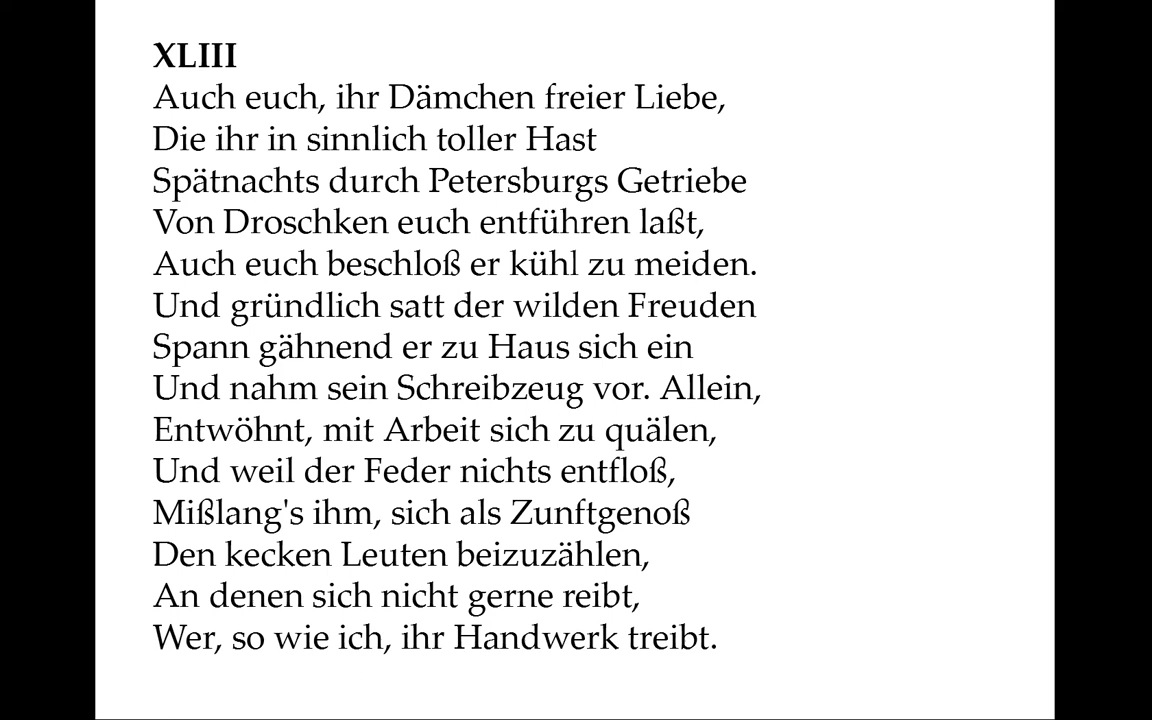 XLIII
Auch euch, ihr Dämchen freier Liebe,
Die ihr in sinnlich toller Hast
Spätnachts durch Petersburgs Getriebe
Von Droschken euch entführen laßt,
Auch euch beschloß er kühl zu meiden.
Und gründlich satt der wilden Freuden
Spann gähnend er zu Haus sich ein
Und nahm sein Schreibzeug vor. Allein,
Entwöhnt, mit Arbeit sich zu quälen,
Und weil der Feder nichts entfloß,
Mißlang's ihm, sich als Zunftgenoß
Den kecken Leuten beizuzählen,
An denen sich nicht gerne reibt,
Wer, so wie ich, ihr Handwerk treibt.